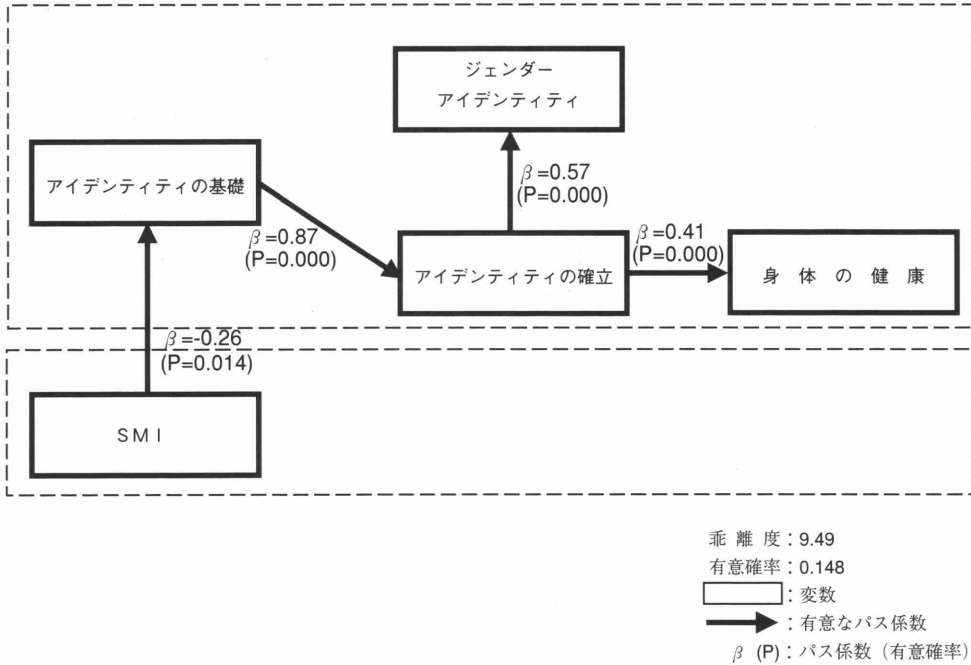 ジェンダー
アイデンティティ
アイデンティティの基礎
β=0.57
(P=0.000)
β=0.87
(P=0.000)
アイデンティティの確立
β=0.41
(P=0.000)
身体の健康
β=-0.26
(P=0.014)
SMI
乖離度：9.49
有意確率：0.148
：変数
：有意なパス係数
β (P)：パス係数（有意確率）